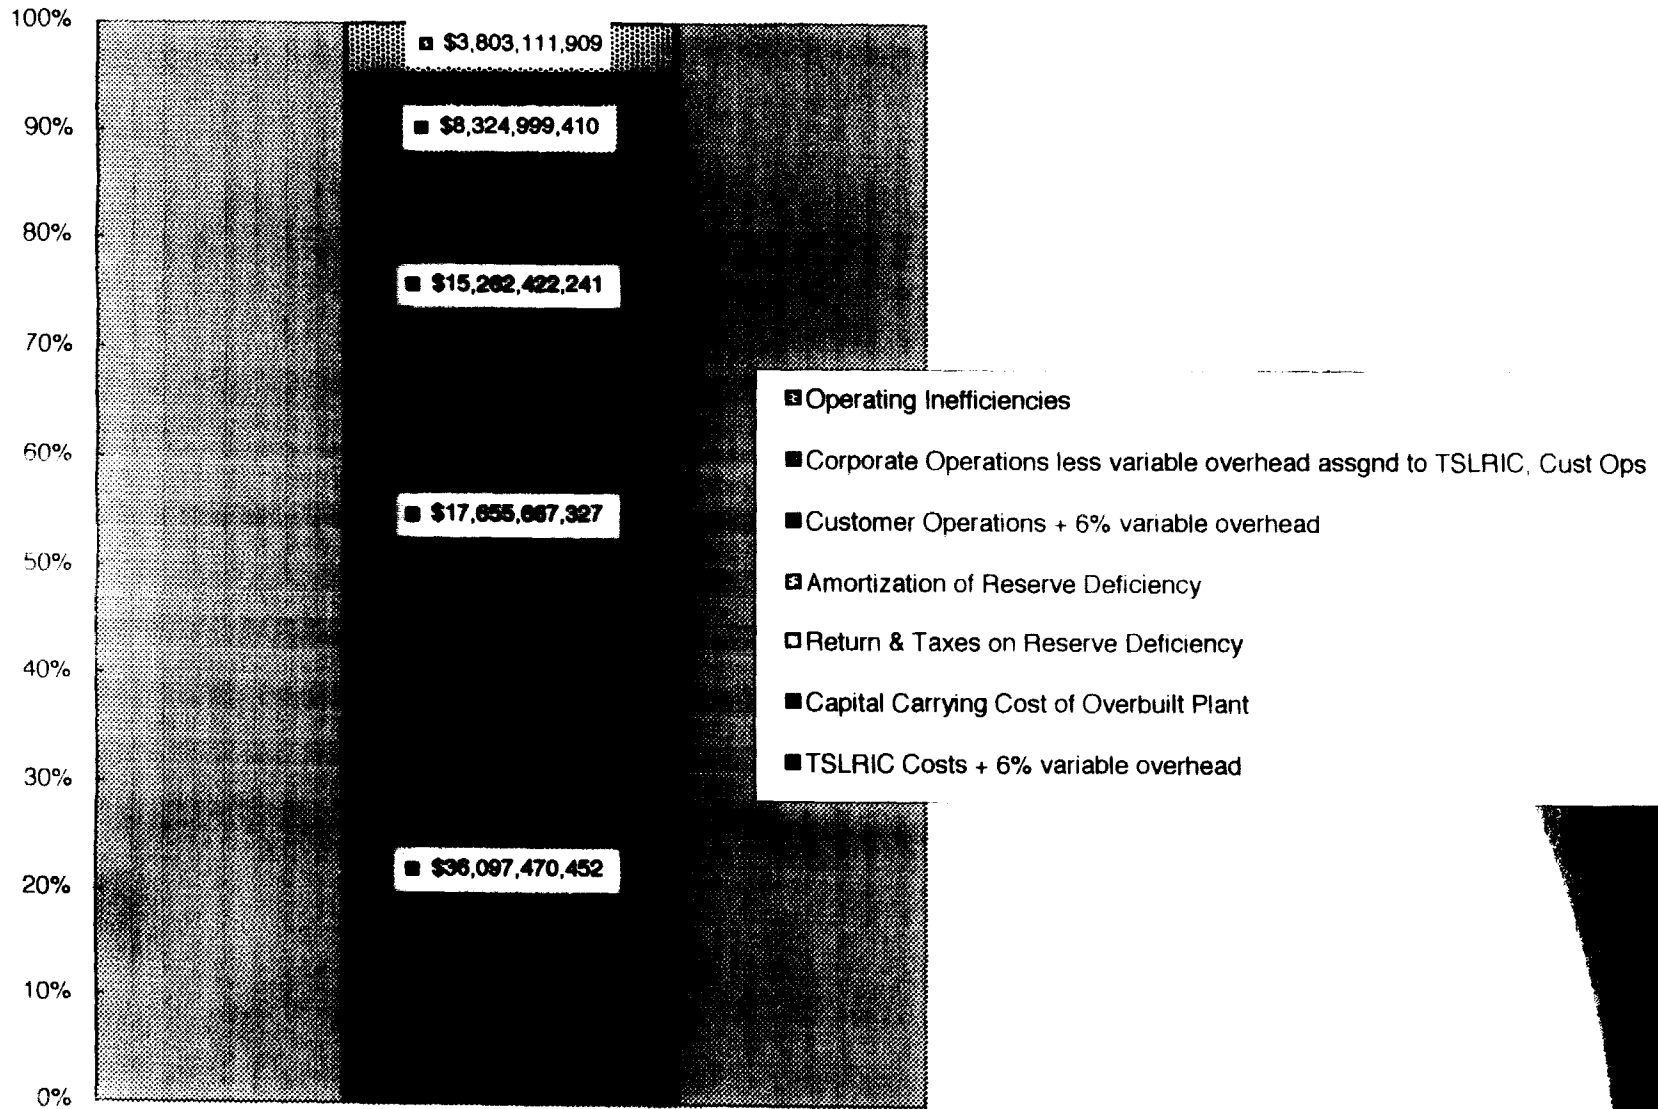 100%
$3,803,111,909
90%
$8,324,999,410
80%
$15,262,422,241
70%
Operating Inefficiencies
Corporate Operations less variable overhead assgnd to TSLRIC, Cust Ops
60%
Customer Operations + 6% variable overhead
$17,655,667,327
50%
Amortization of Reserve Deficiency
Return & Taxes on Reserve Deficiency
40%
Capital Carrying Cost of Overbuilt Plant
TSLRIC Costs + 6% variable overhead
30%
$36,097,470,452
20%
10%
0%